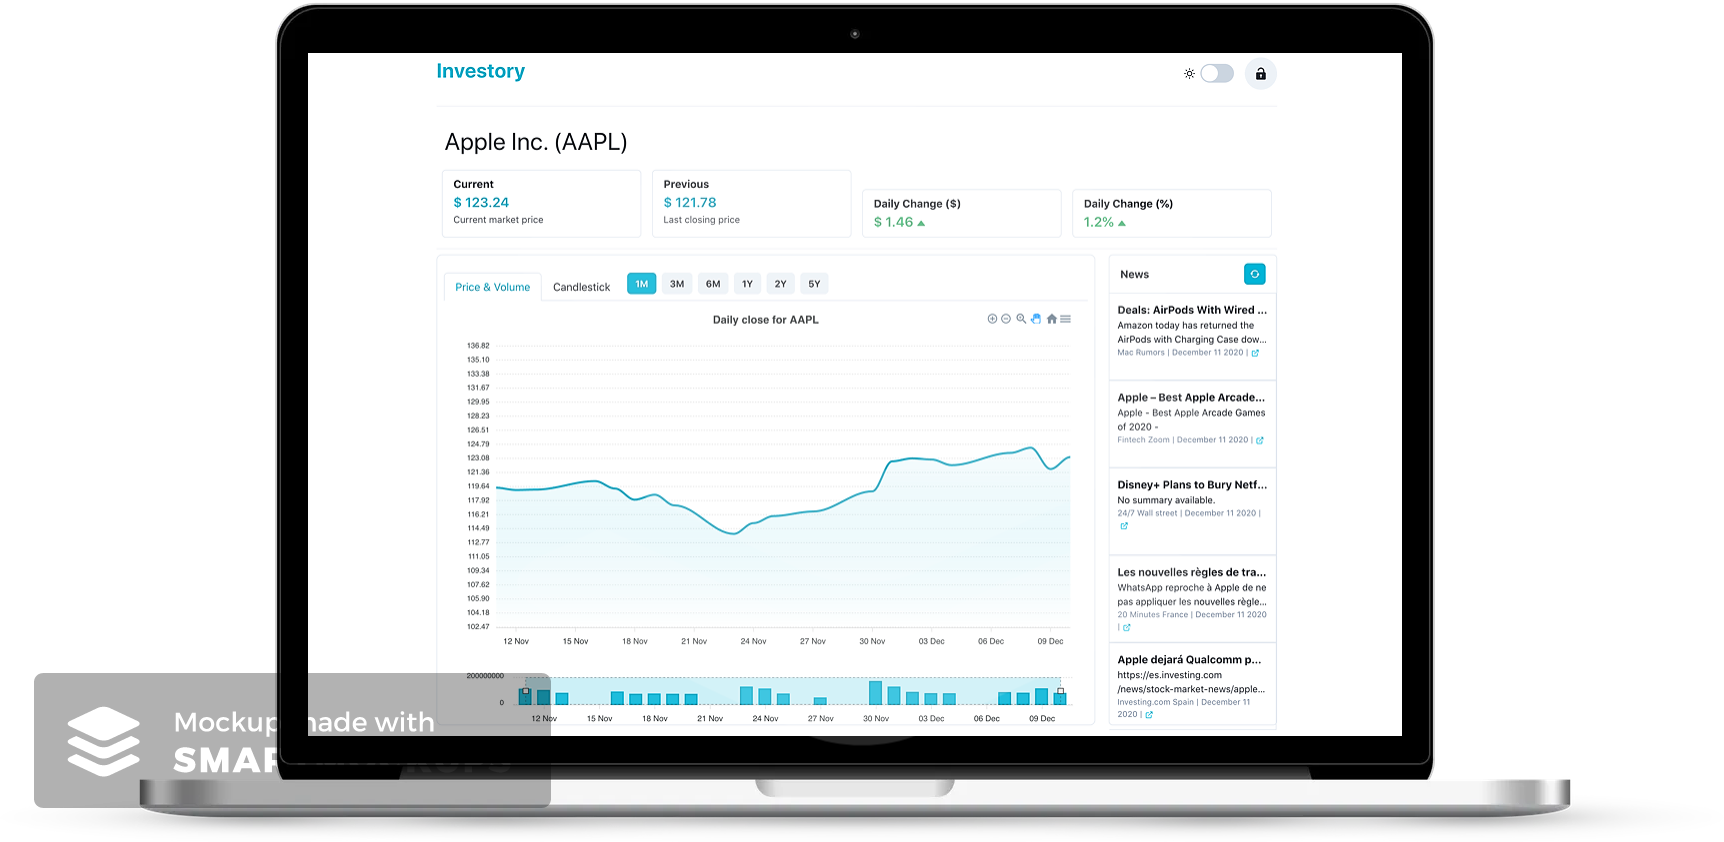 Investory
Apple Inc. (AAPL)
Current
$ 123.24
Current market price
Previous
$ 121.78
Last closing price
Daily Change ($)
$ 1.46
Daily Change (%)
1.2%
Price & Volume
Candlestick
1M
3M
6M
1Y
2Y
5Y
Daily close for AAPL
136.82
135.10
133.38
131.67
129.95
128.23
126.51
124.79
123.08
121.36
119.64
117.92
116.21
114.49
112.77
111.05
109.34
107.62
105.90
104.18
102.47
12 Nov
15 Nov
18 Nov
21 Nov
24 Nov
27 Nov
30 Nov
03 Dec
06 Dec
09 Dec
200000000
0
12 Nov
15 Nov
18 Nov
21 Nov
24 Nov
27 Nov
30 Nov
03 Dec
06 Dec
09 Dec
News
Deals: AirPods With Wired ...
Amazon today has returned the
AirPods with Charging Case dow...
Mac Rumors | December 11 2020 |
Apple – Best Apple Arcade...
Apple - Best Apple Arcade Games
of 2020 -
Fintech Zoom | December 11 2020 |
Disney+ Plans to Bury Netf...
No summary available.
24/7 Wall street | December 11 2020 |
Les nouvelles règles de tra...
WhatsApp reproche à Apple de ne
pas appliquer les nouvelles règle...
20 Minutes France | December 11 2020
|
Apple dejará Qualcomm p...
https://es.investing.com
/news/stock-market-news/apple...
Investing.com Spain | December 11
2020 |
Mockup made with